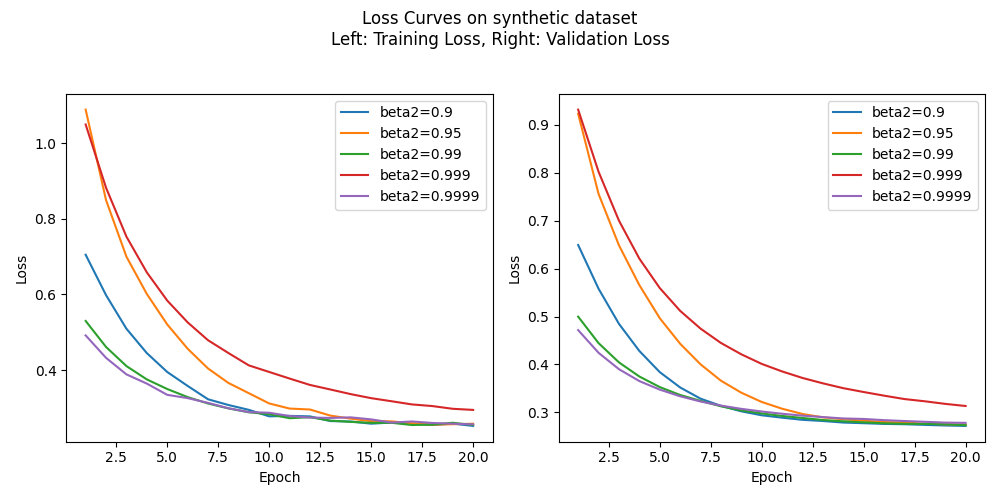 Loss Curves on synthetic dataset
Left: Training Loss, Right: Validation Loss
1.0
0.8
0.6
0.4
Loss
2.5 5.0 7.5 10.0 12.5 15.0 17.5 20.0
Epoch
beta2=0.9
beta2=0.95
beta2=0.99
beta2=0.999
beta2=0.9999
0.9
0.8
0.7
0.6
0.5
0.4
0.3
Loss
2.5 5.0 7.5 10.0 12.5 15.0 17.5 20.0
Epoch
beta2=0.9
beta2=0.95
beta2=0.99
beta2=0.999
beta2=0.9999